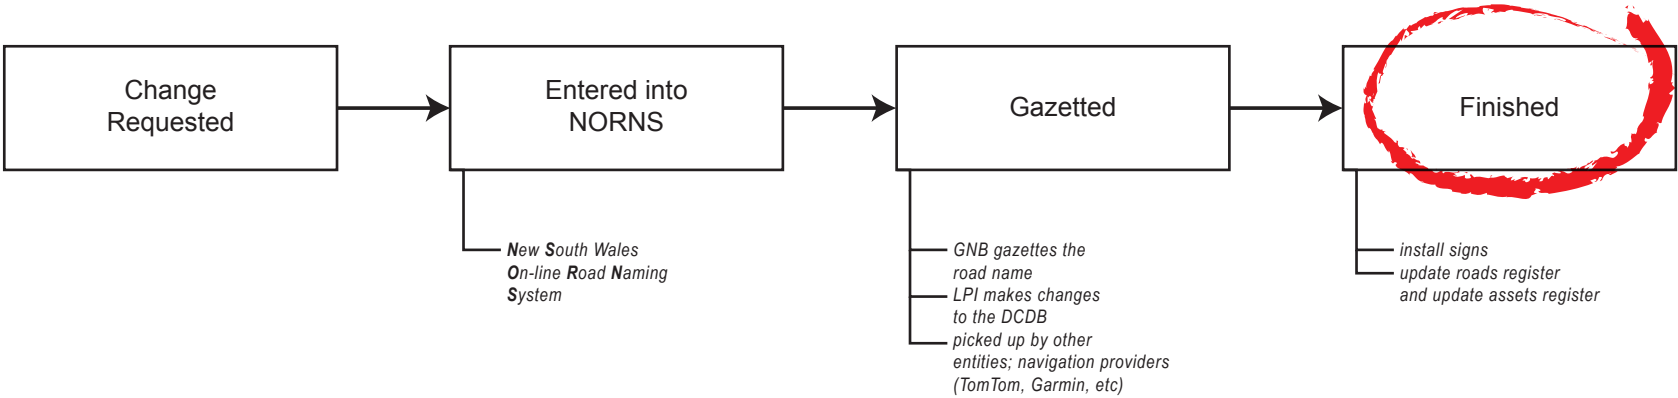 Change
Requested
Entered into
NORNS
Gazetted
Finished
New South Wales
On-line Road Naming
System
GNB gazettes the
road name
LPI makes changes
to the DCDB
picked up by other
entities; navigation providers
(TomTom, Garmin, etc)
install signs
update roads register
and update assets register